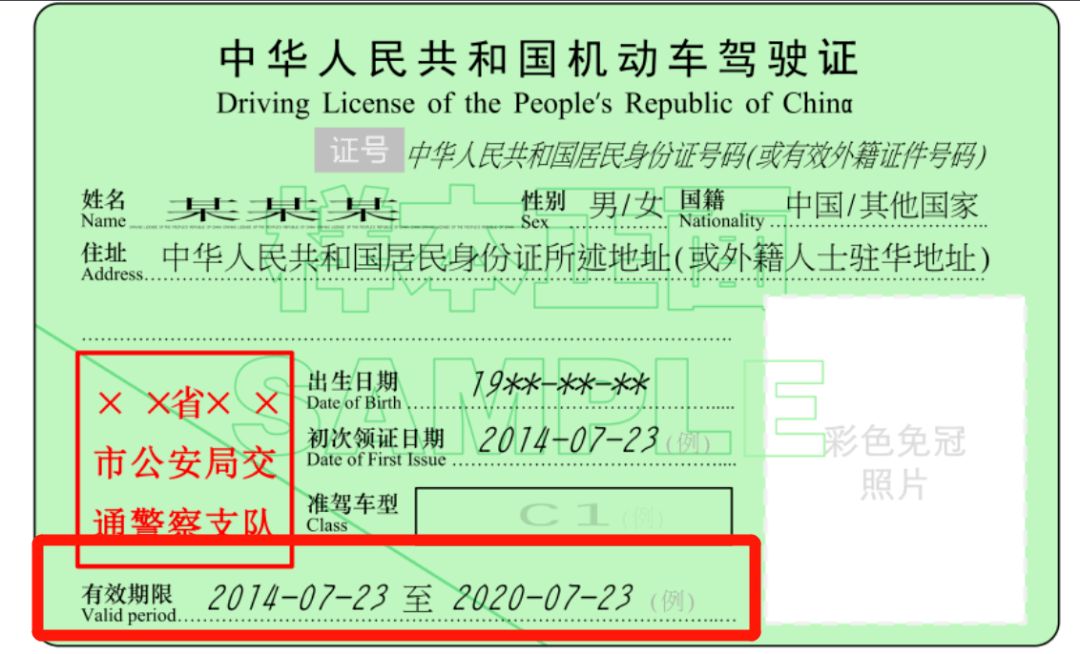 中华人民共和国机动车驾驶证
Driving License of the People's Republic of China
证号 中华人民共和国居民身份证号码(或有效外籍证件号码)
姓名 某某某 性别 男/女 国籍 中国/其他国家
Name Sex Nationality
住址 中华人民共和国居民身份证所述地址(或外籍人士驻华地址)
Address
样本
SAMPLE
××省××
市公安局交
通警察支队
出生日期 19**-**-**
Date of Birth
初次领证日期 2014-07-23 (例)
Date of First Issue
准驾车型 C1 (例)
Class
有效期限 2014-07-23 至 2020-07-23 (例)
Valid period
彩色免冠
照片